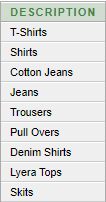 DESCRIPTION
T-Shirts
Shirts
Cotton Jeans
Jeans
Trousers
Pull Overs
Denim Shirts
Lyera Tops
Skits